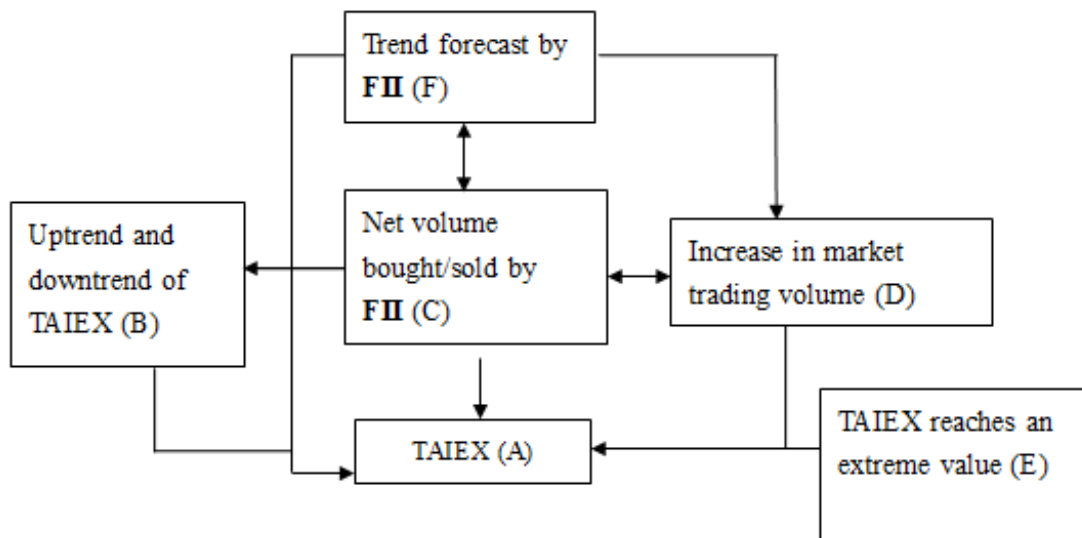 Trend forecast by
FII (F)
Uptrend and
downtrend of
TAIEX (B)
Net volume
bought/sold by
FII (C)
Increase in market
trading volume (D)
TAIEX (A)
TAIEX reaches an
extreme value (E)